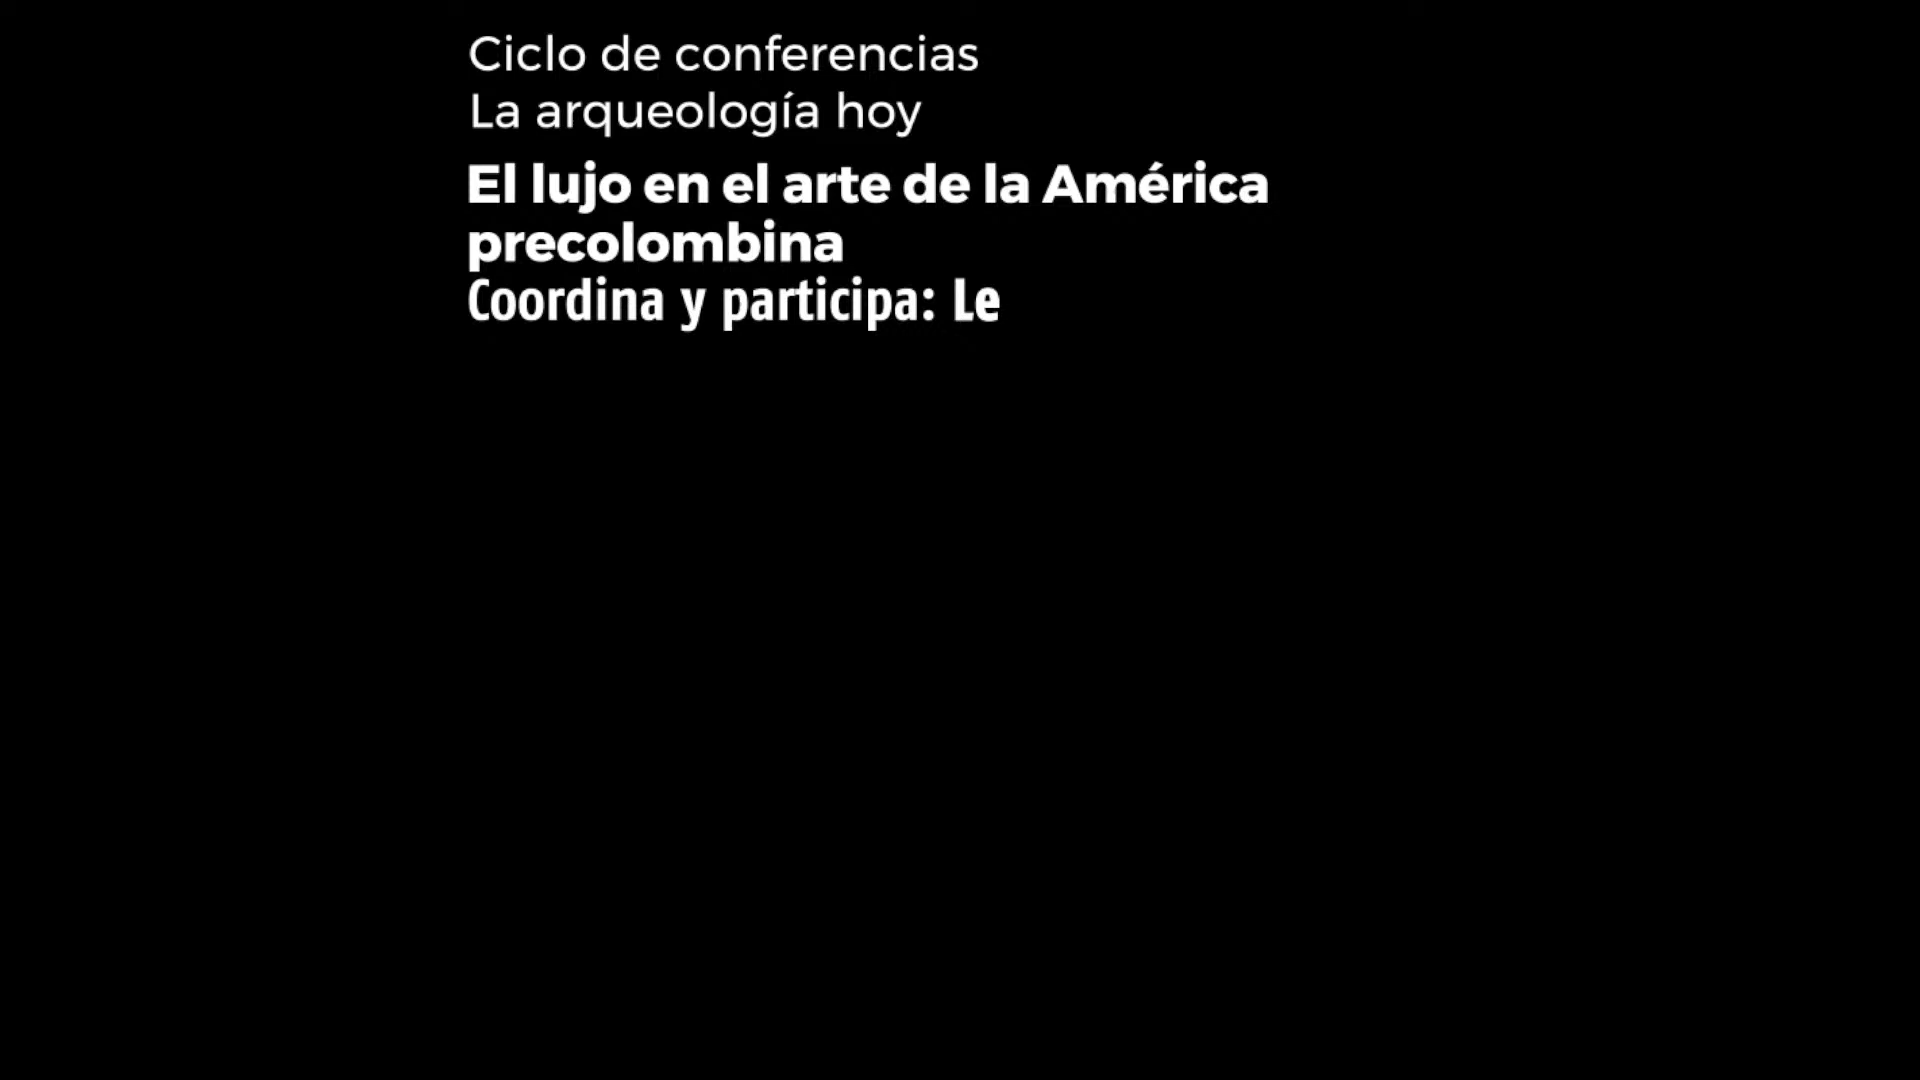 Ciclo de conferencias
La arqueología hoy
El lujo en el arte de la América
precolombina
Coordina y participa: Le